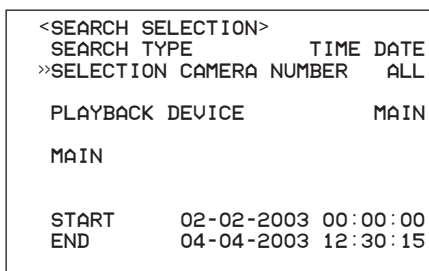 <SEARCH SELECTION>
SEARCH TYPE TIME DATE
»SELECTION CAMERA NUMBER ALL
PLAYBACK DEVICE MAIN
MAIN
START 02-02-2003 00:00:00
END 04-04-2003 12:30:15